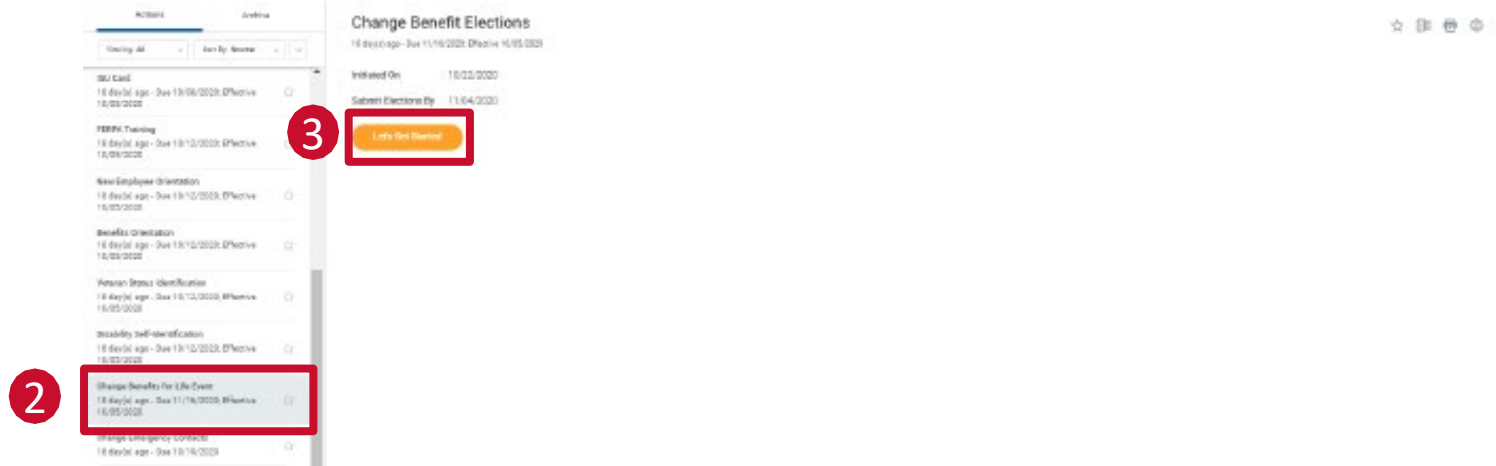 Actions Archive
Viewing: All Sort By: Newest
ISU Card
18 day(s) ago - Due 10/08/2020; Effective
10/05/2020
FERPA Training
18 day(s) ago - Due 10/12/2020; Effective
10/05/2020
New Employee Orientation
18 day(s) ago - Due 10/12/2020; Effective
10/05/2020
Benefits Orientation
18 day(s) ago - Due 10/12/2020; Effective
10/05/2020
Veteran Status Identification
18 day(s) ago - Due 10/12/2020; Effective
10/05/2020
Disability Self-Identification
18 day(s) ago - Due 10/12/2020; Effective
10/05/2020
2
Change Benefits for Life Event
18 day(s) ago - Due 11/16/2020; Effective
10/05/2020
Change Emergency Contacts
18 day(s) ago - Due 10/19/2020
Change Benefit Elections
18 day(s) ago - Due 11/16/2020; Effective 10/05/2020
Initiated On 10/22/2020
Submit Elections By 11/04/2020
3
Let's Get Started